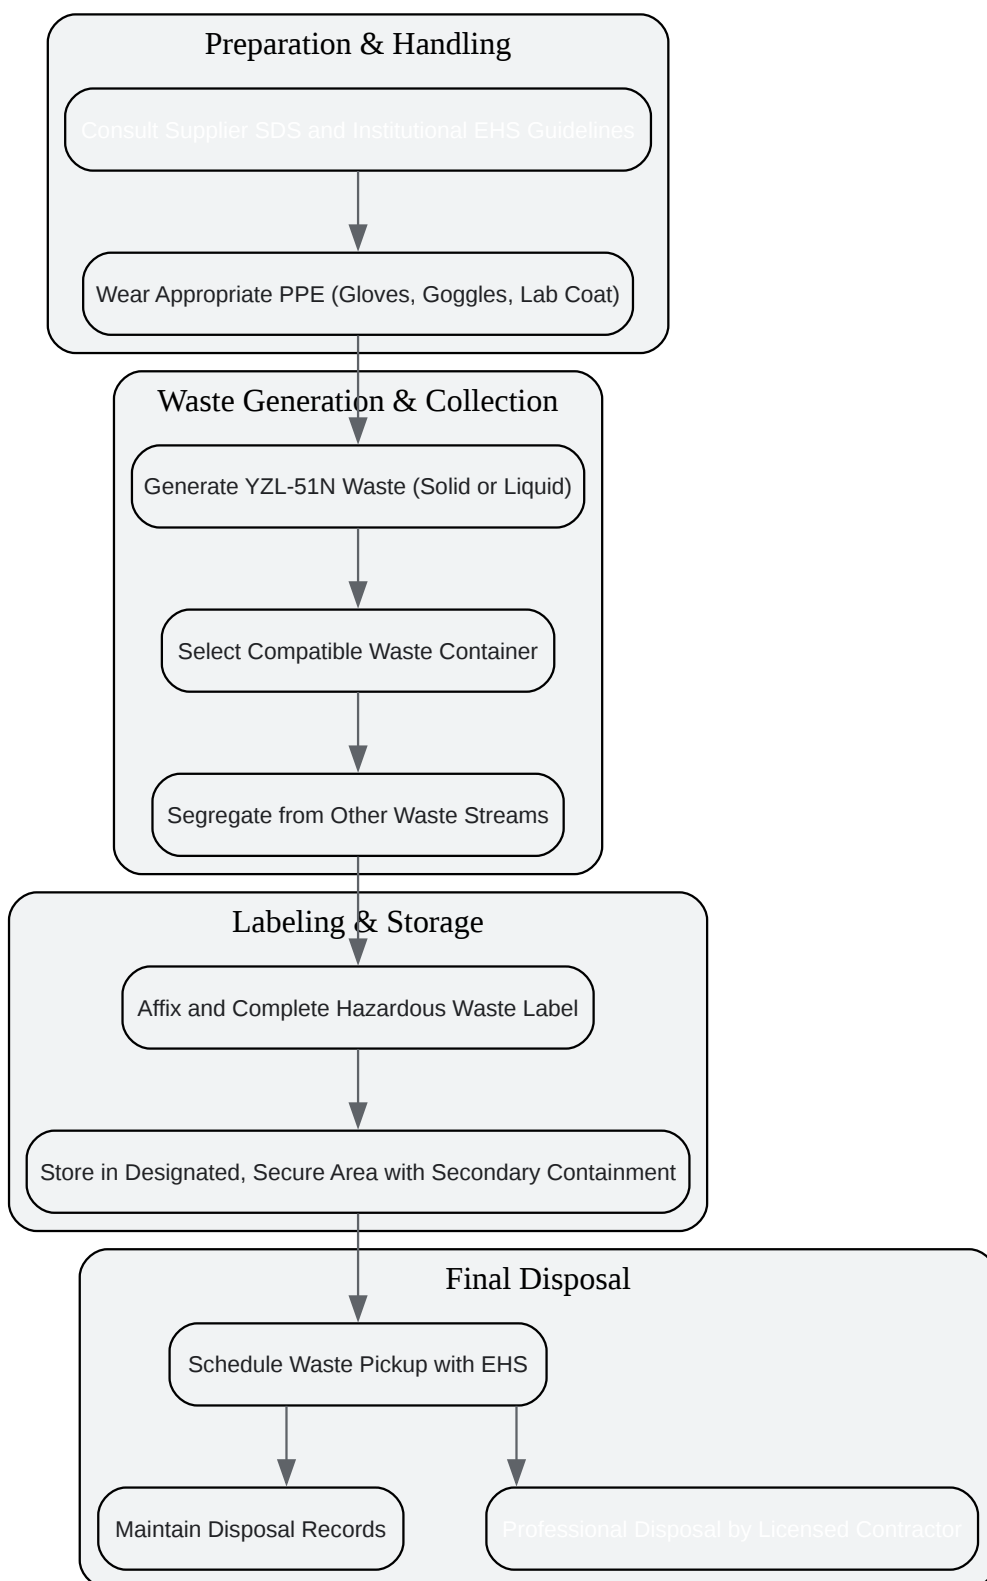 Preparation & Handling
Consult Supplier SDS and Institutional EHS Guidelines
Wear Appropriate PPE (Gloves, Goggles, Lab Coat)
Waste Generation & Collection
Generate YZL-51N Waste (Solid or Liquid)
Select Compatible Waste Container
Segregate from Other Waste Streams
Labeling & Storage
Affix and Complete Hazardous Waste Label
Store in Designated, Secure Area with Secondary Containment
Final Disposal
Schedule Waste Pickup with EHS
Maintain Disposal Records
Professional Disposal by Licensed Contractor